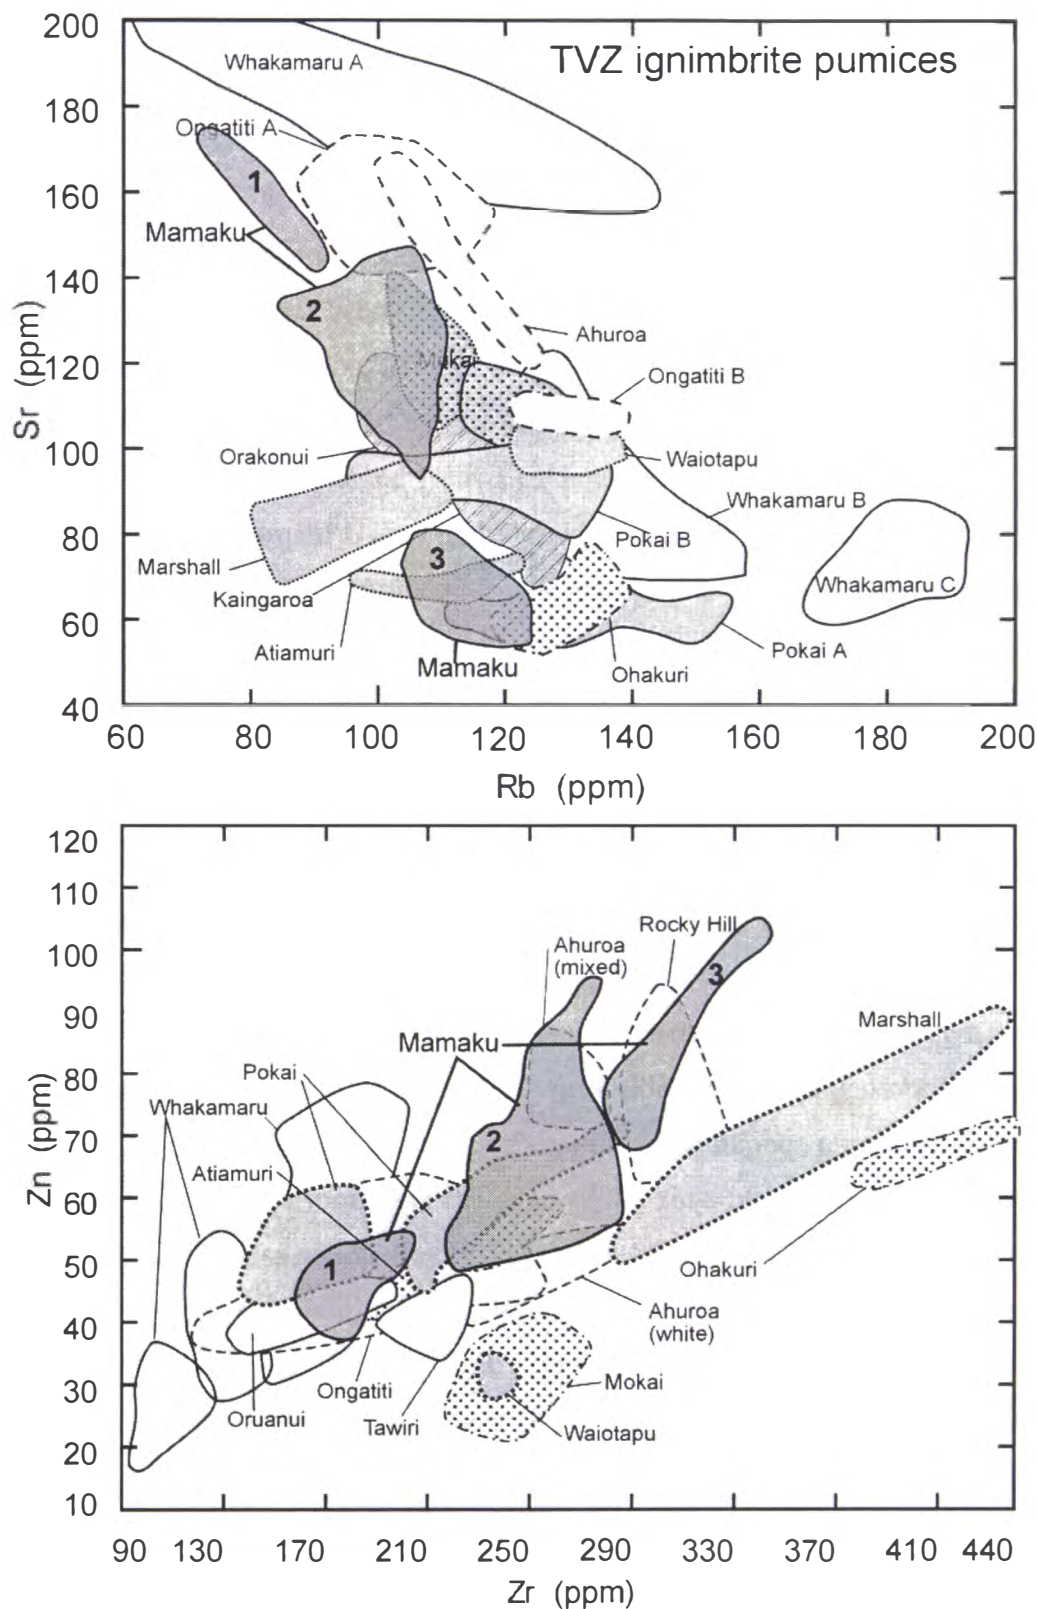 TVZ ignimbrite pumices
200
180
160
140
120
100
80
60
40
Sr (ppm)
Whakamaru A
Ongatiti A
1
Mamaku
2
Ahuroa
Mokai
Ongatiti B
Orakonui
Waiotapu
Whakamaru B
Pokai B
Marshall
3
Whakamaru C
Kaingaroa
Atiamuri
Mamaku
Ohakuri
Pokai A
60
80
100
120
140
160
180
200
Rb (ppm)
120
110
100
90
80
70
60
50
40
30
20
10
Zn (ppm)
Rocky Hill
Ahuroa
(mixed)
3
Marshall
Mamaku
Pokai
Whakamaru
2
Atiamuri
1
Ohakuri
Ahuroa
(white)
Ongatiti
Mokai
Oruanui
Tawiri
Waiotapu
90
130
170
210
250
290
330
370
410
440
Zr (ppm)